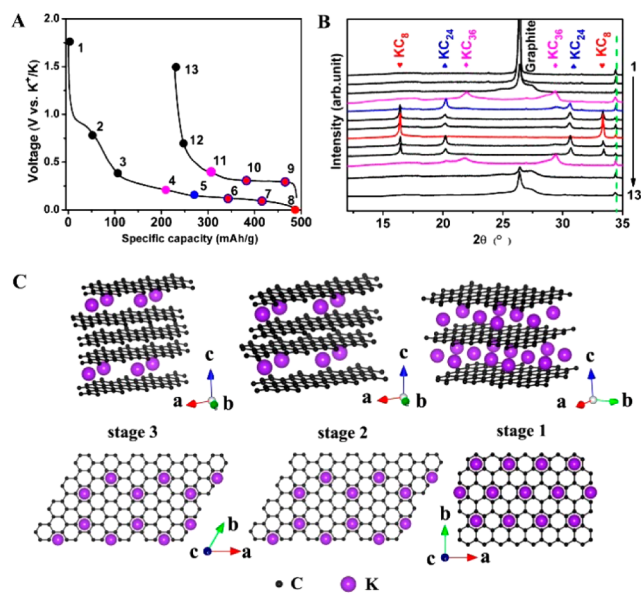 A
Voltage (V vs. K⁺/K)
2.0
1.5
1.0
0.5
0.0
1
2
3
4
5
6
7
8
9
10
11
12
13
0 100 200 300 400 500
Specific capacity (mAh/g)
B
Intensity (arb.unit)
KC₈
KC₂₄
KC₃₆
Graphite
KC₃₆
KC₂₄
KC₈
1
13
15 20 25 30 35
2θ (°)
C
c
a
b
c
a
b
c
a
b
stage 3 stage 2 stage 1
b
c
a
b
c
a
b
c
a
C K